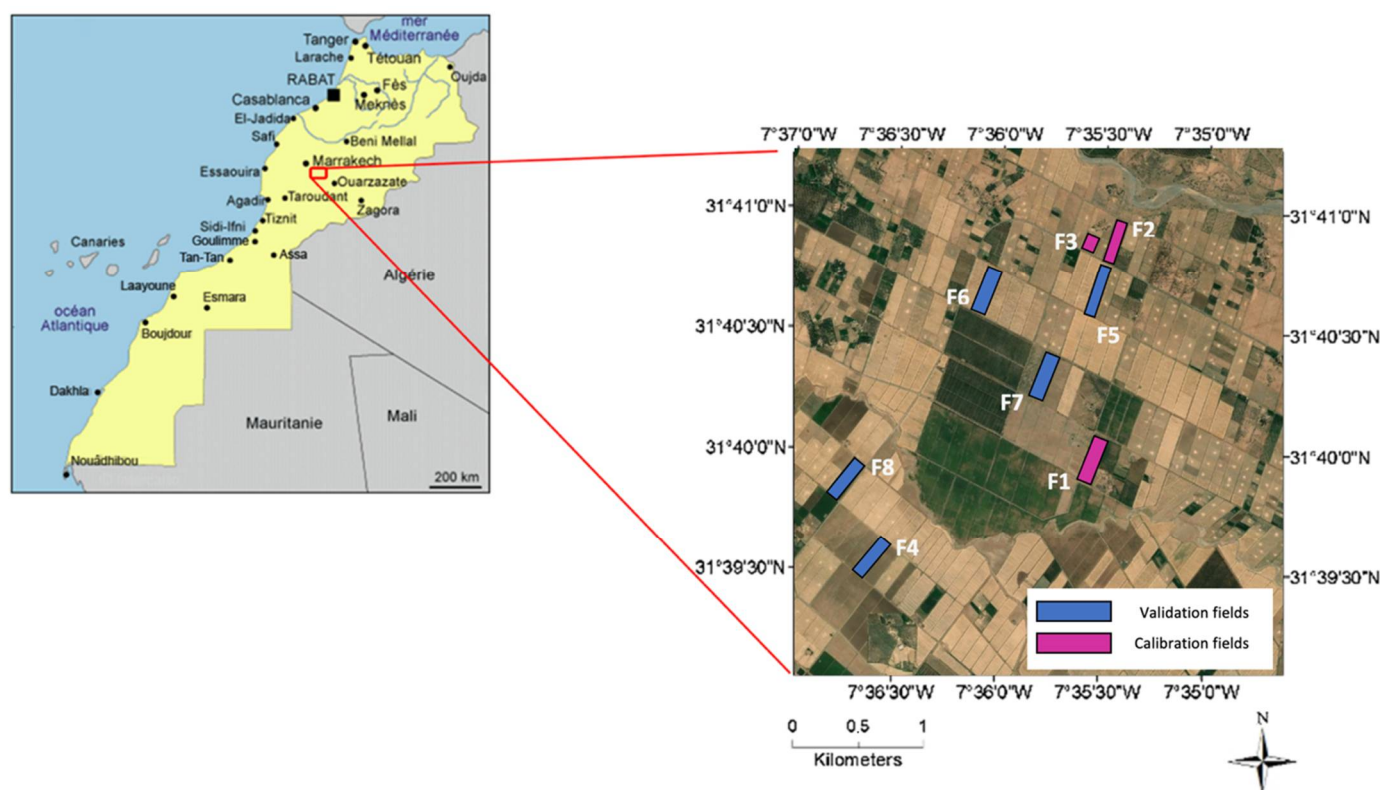 mer
Méditerranée
Tanger
Larache
Tétouan
Oujda
RABAT
Fès
Meknès
Casablanca
El-Jadida
Safi
Beni Mellal
Marrakech
Essaouira
Ouarzazate
Agadir
Taroudant
Zagora
Tiznit
Sidi-Ifni
Goulimme
Canaries
Tan-Tan
Assa
Algérie
Laayoune
Esmara
océan
Atlantique
Boujdour
Dakhla
Mauritanie
Mali
Nouâdhibou
200 km
7°37'0"W
7°36'30"W
7°36'0"W
7°35'30"W
7°35'0"W
31°41'0"N
31°41'0"N
F3
F2
F6
F5
31°40'30"N
31°40'30"N
F7
31°40'0"N
31°40'0"N
F8
F1
F4
31°39'30"N
31°39'30"N
Validation fields
Calibration fields
7°36'30"W
7°36'0"W
7°35'30"W
7°35'0"W
0 0.5 1
Kilometers
N